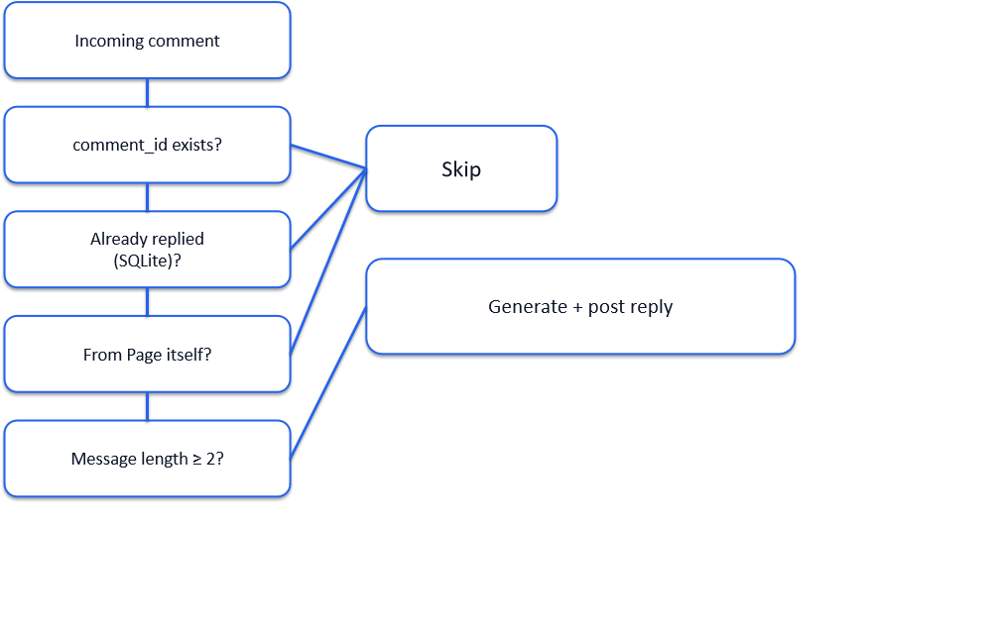 Incoming comment
comment_id exists?
Skip
Already replied
(SQLite)?
Generate + post reply
From Page itself?
Message length ≥ 2?